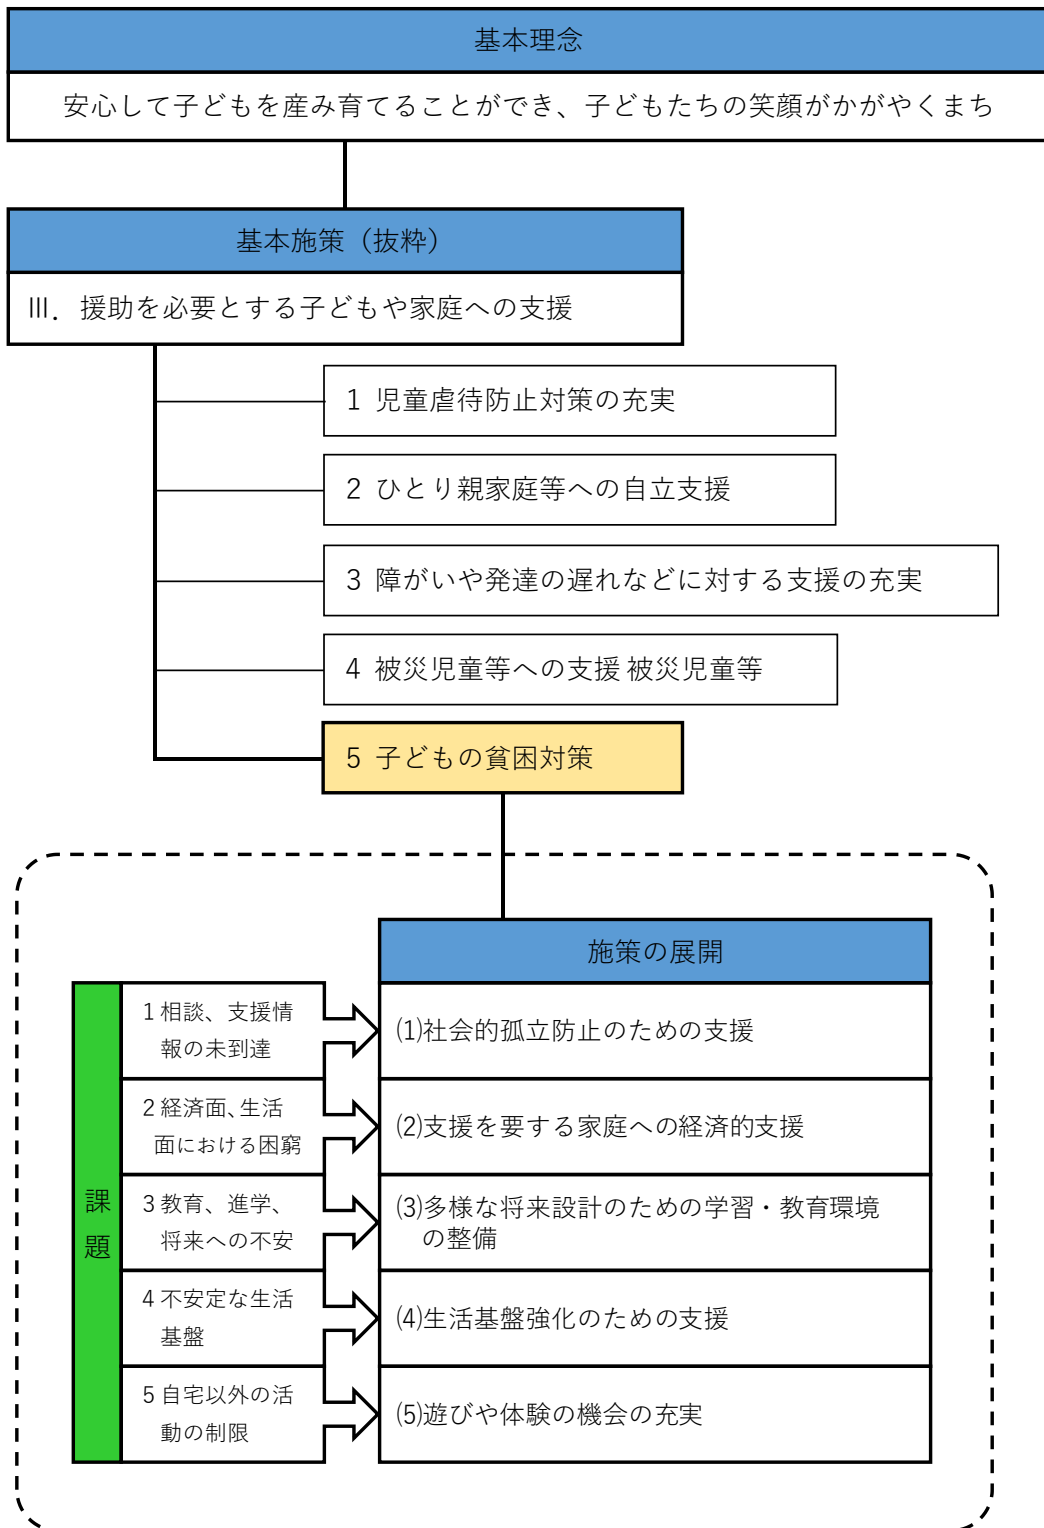 基本理念
安心して子どもを産み育てることができ、子どもたちの笑顔がかがやくまち
基本施策（抜粋）
Ⅲ．援助を必要とする子どもや家庭への支援
1 児童虐待防止対策の充実
2 ひとり親家庭等への自立支援
3 障がいや発達の遅れなどに対する支援の充実
4 被災児童等への支援 被災児童等
5 子どもの貧困対策
施策の展開
課題
1 相談、支援情
報の未到達
⑴社会的孤立防止のための支援
2 経済面、生活
面における困窮
⑵支援を要する家庭への経済的支援
3 教育、進学、
将来への不安
⑶多様な将来設計のための学習・教育環境
の整備
4 不安定な生活
基盤
⑷生活基盤強化のための支援
5 自宅以外の活
動の制限
⑸遊びや体験の機会の充実